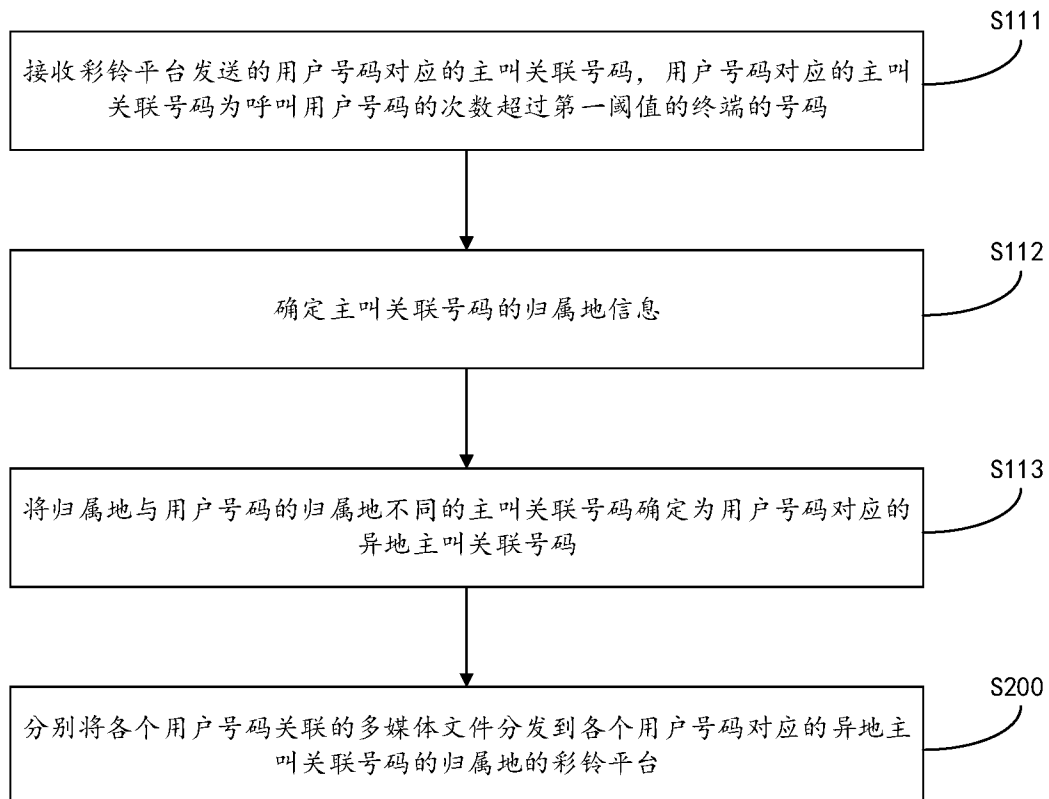 S111
接收彩铃平台发送的用户号码对应的主叫关联号码，用户号码对应的主叫
关联号码为呼叫用户号码的次数超过第一阈值的终端的号码
S112
确定主叫关联号码的归属地信息
S113
将归属地与用户号码的归属地不同的主叫关联号码确定为用户号码对应的
异地主叫关联号码
S200
分别将各个用户号码关联的多媒体文件分发到各个用户号码对应的异地主
叫关联号码的归属地的彩铃平台